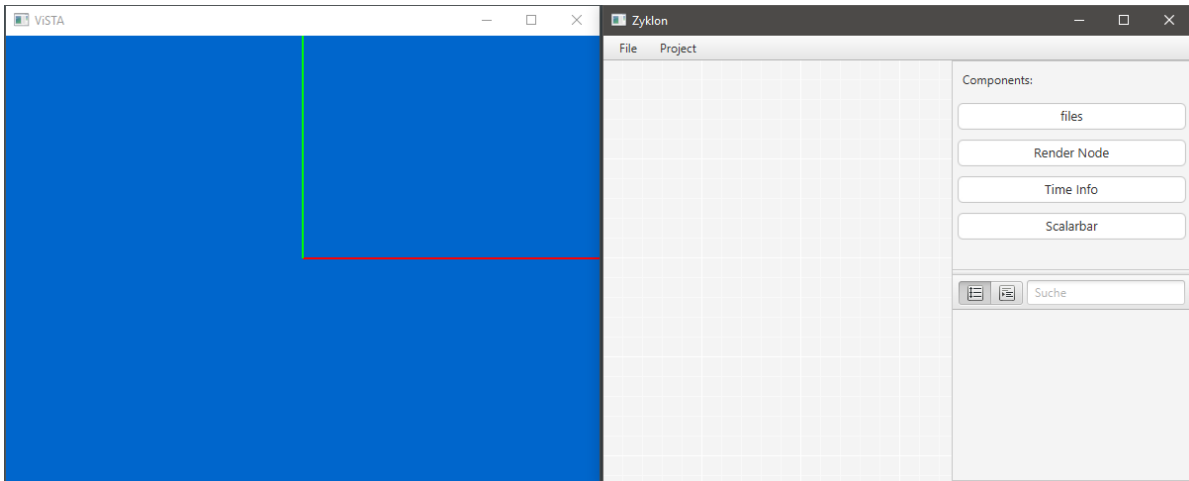 ViSTA
Zyklon
File Project
Components:
files
Render Node
Time Info
Scalarbar
Suche